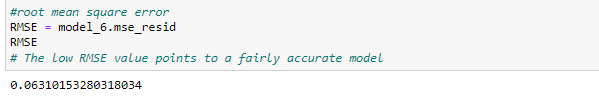 #root mean square error
RMSE = model_6.mse_resid
RMSE
# The low RMSE value points to a fairly accurate model
0.06310153280318034